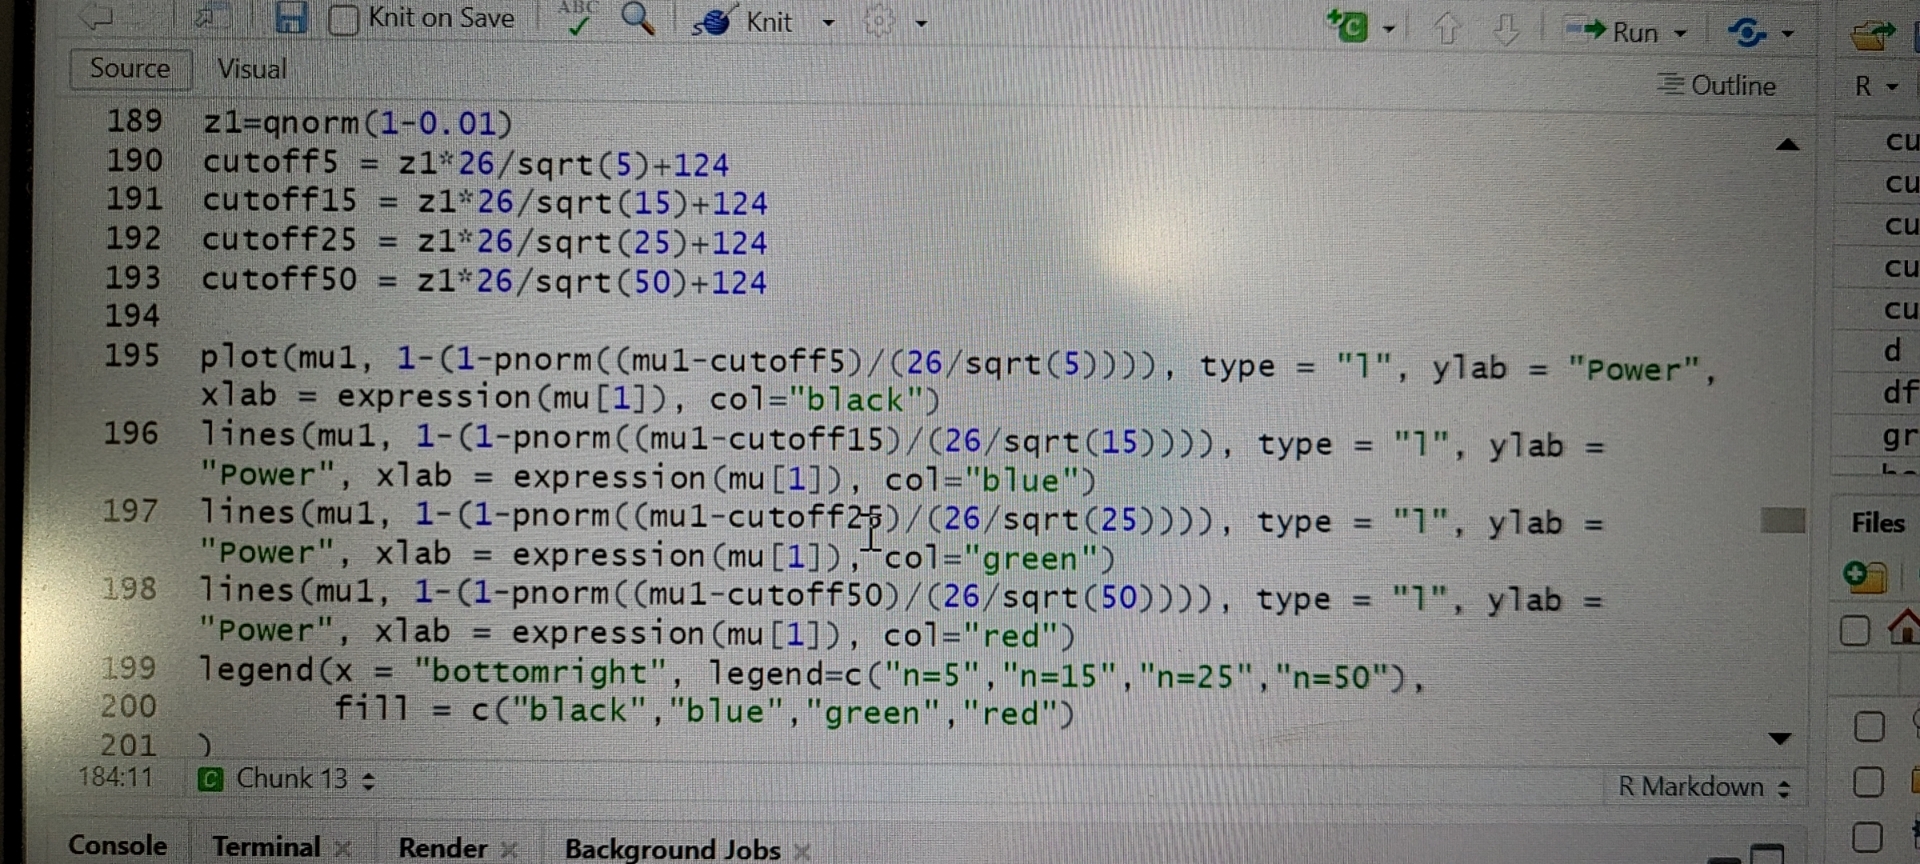 Knit on Save
ABC
Knit
Run
Source
Visual
Outline
R
189 z1=qnorm(1-0.01)
190 cutoff5 = z1*26/sqrt(5)+124
191 cutoff15 = z1*26/sqrt(15)+124
192 cutoff25 = z1*26/sqrt(25)+124
193 cutoff50 = z1*26/sqrt(50)+124
194
195 plot(mu1, 1-(1-pnorm((mu1-cutoff5)/(26/sqrt(5)))), type = "l", ylab = "Power",
xlab = expression(mu[1]), col="black")
196 lines(mu1, 1-(1-pnorm((mu1-cutoff15)/(26/sqrt(15)))), type = "l", ylab =
"Power", xlab = expression(mu[1]), col="blue")
197 lines(mu1, 1-(1-pnorm((mu1-cutoff25)/(26/sqrt(25)))), type = "l", ylab =
"Power", xlab = expression(mu[1]), col="green")
198 lines(mu1, 1-(1-pnorm((mu1-cutoff50)/(26/sqrt(50)))), type = "l", ylab =
"Power", xlab = expression(mu[1]), col="red")
199 legend(x = "bottomright", legend=c("n=5","n=15","n=25","n=50"),
200 fill = c("black","blue","green","red")
201 )
184:11
C Chunk 13
R Markdown
Console
Terminal
Render
Background Jobs
cu
cu
cu
cu
cu
d
df
gr
Files